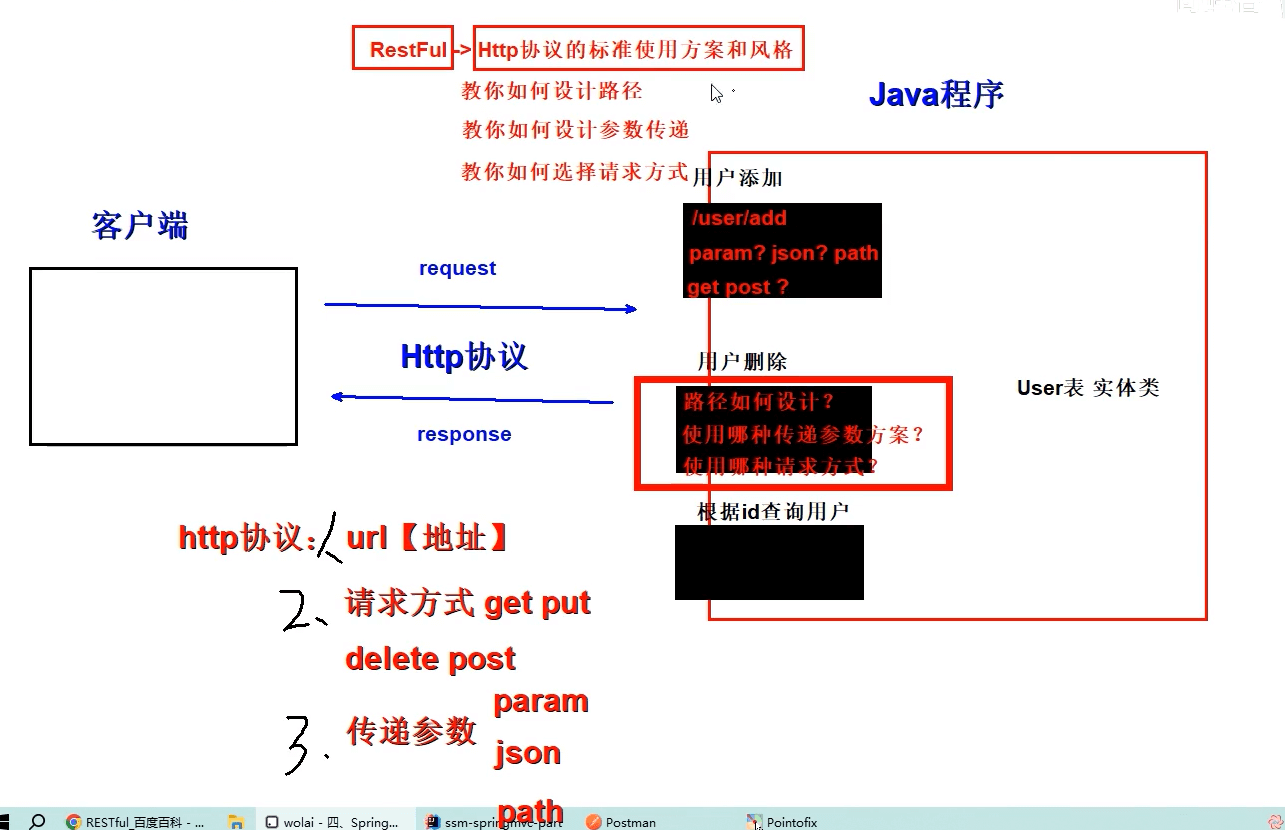 RestFul -> Http协议的标准使用方案和风格
教你如何设计路径
教你如何设计参数传递
教你如何选择请求方式
Java程序
用户添加
/user/add
param? json? path
get post ?
客户端
request
Http协议
response
用户删除
路径如何设计?
使用哪种传递参数方案?
使用哪种请求方式?
User表 实体类
根据id查询用户
http协议: 1、url【地址】
2、请求方式 get put
delete post
3、传递参数
param
json
path
RESTful_百度百科 - ...
wolai - 四、Spring...
ssm-springmvc-part
Postman
Pointofix